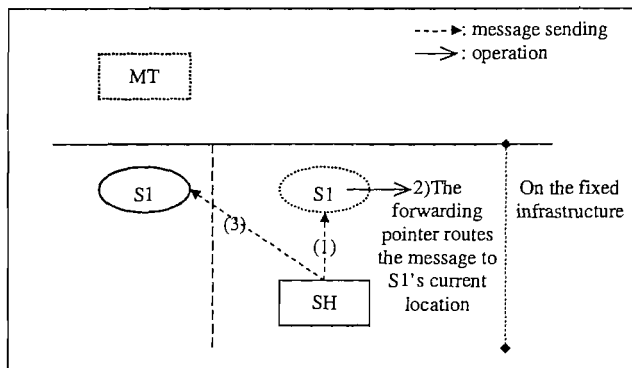 : message sending
: operation
MT
S1
S1
2)The
forwarding
pointer routes
the message to
S1's current
location
On the fixed
infrastructure
(3)
(1)
SH